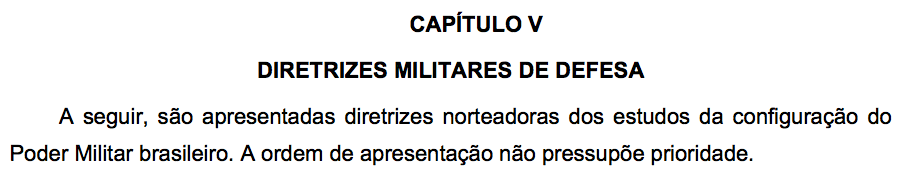 CAPÍTULO V
DIRETRIZES MILITARES DE DEFESA
A seguir, são apresentadas diretrizes norteadoras dos estudos da configuração do
Poder Militar brasileiro. A ordem de apresentação não pressupõe prioridade.